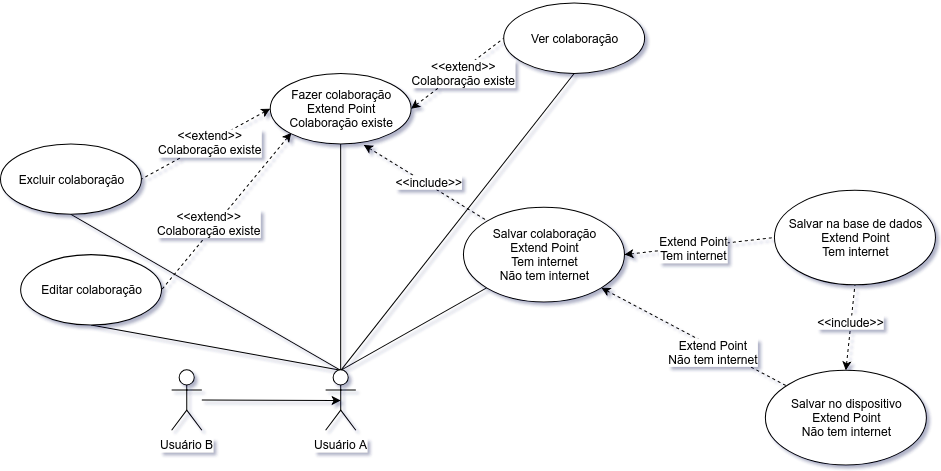 Ver colaboração
<<extend>>
Colaboração existe
Fazer colaboração
Extend Point
Colaboração existe
<<extend>>
Colaboração existe
Excluir colaboração
<<include>>
<<extend>>
Colaboração existe
Salvar colaboração
Extend Point
Tem internet
Não tem internet
Extend Point
Tem internet
Salvar na base de dados
Extend Point
Tem internet
Editar colaboração
<<include>>
Extend Point
Não tem internet
Salvar no dispositivo
Extend Point
Não tem internet
Usuário B
Usuário A